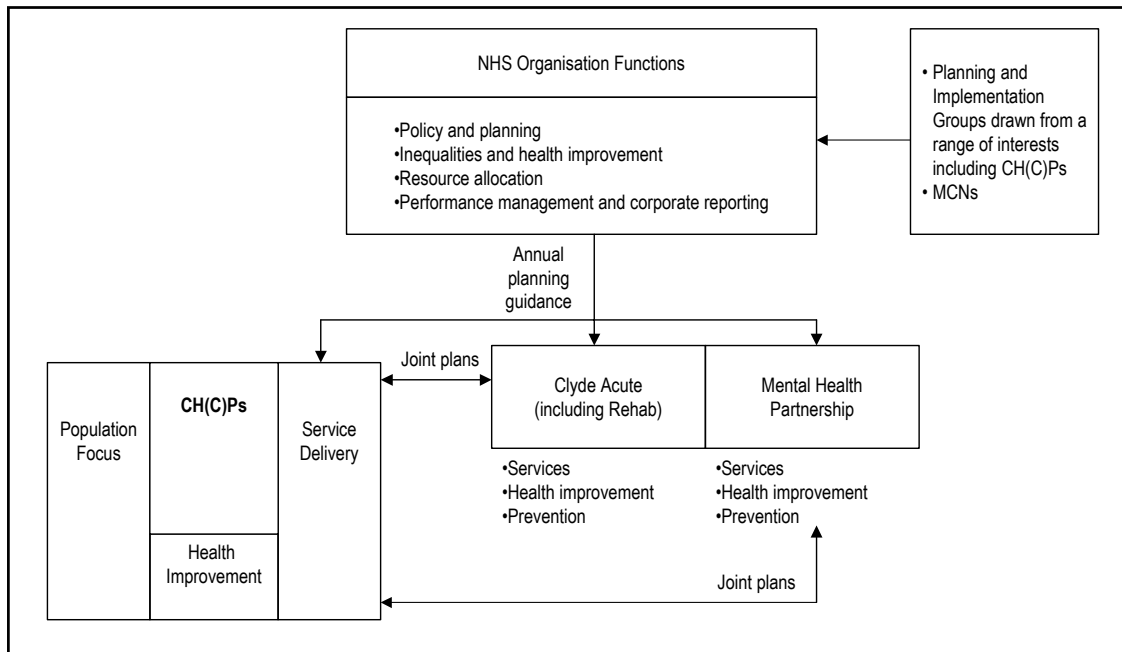 NHS Organisation Functions
•Policy and planning
•Inequalities and health improvement
•Resource allocation
•Performance management and corporate reporting
• Planning and
Implementation
Groups drawn from a
range of interests
including CH(C)Ps
• MCNs
Annual
planning
guidance
Population
Focus
CH(C)Ps
Health
Improvement
Service
Delivery
Joint plans
Clyde Acute
(including Rehab)
Mental Health
Partnership
•Services
•Health improvement
•Prevention
•Services
•Health improvement
•Prevention
Joint plans